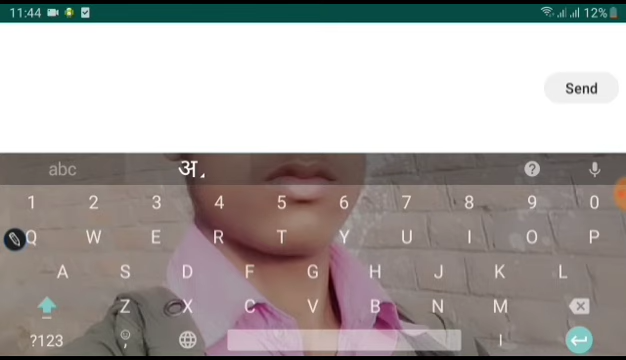 11:44 12%
Send
abc अ
1 2 3 4 5 6 7 8 9 0
Q W E R T Y U I O P
A S D F G H J K L
Z X C V B N M
?123 , |